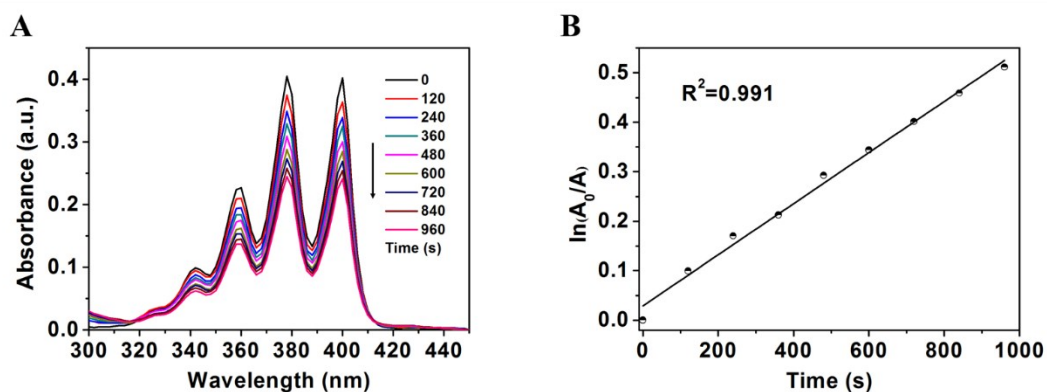 A
Absorbance (a.u.)
0.4
0.3
0.2
0.1
0.0
300 320 340 360 380 400 420 440
Wavelength (nm)
0
120
240
360
480
600
720
840
960
Time (s)
B
ln(A₀/A)
0.5
0.4
0.3
0.2
0.1
0.0
R²=0.991
0 200 400 600 800 1000
Time (s)